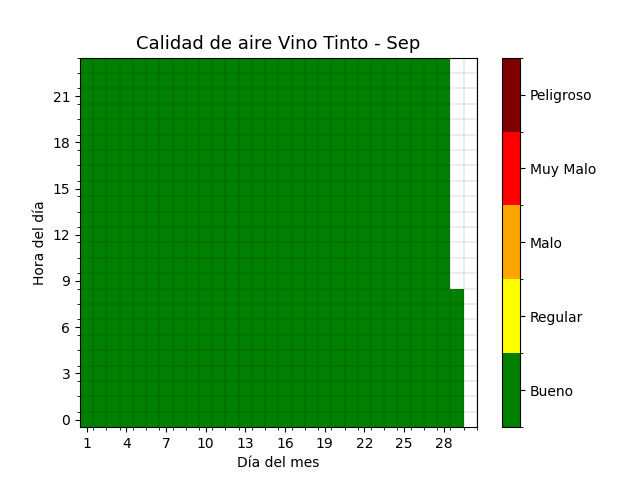 Calidad de aire Vino Tinto - Sep
21
18
15
12
9
6
3
0
Hora del día
1 4 7 10 13 16 19 22 25 28
Día del mes
Peligroso
Muy Malo
Malo
Regular
Bueno